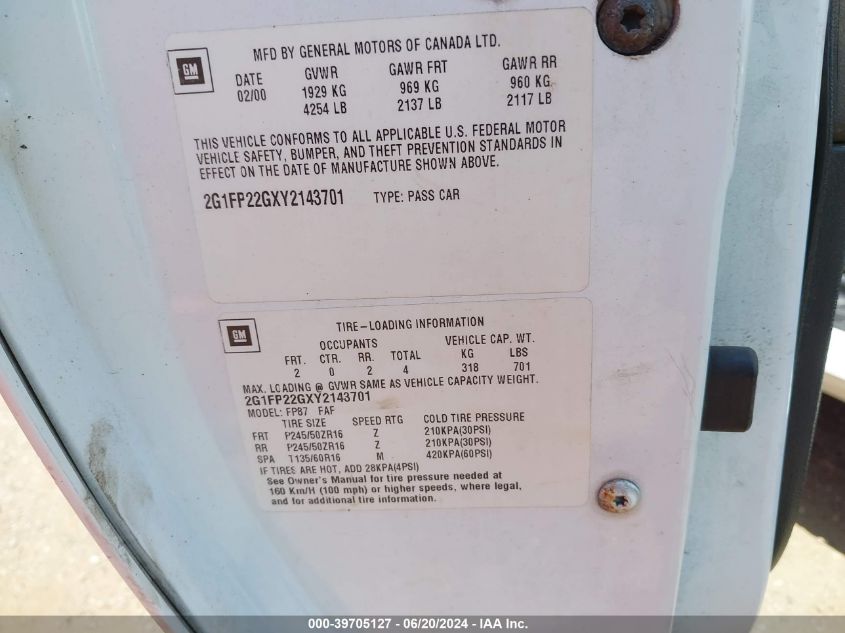 GM
MFD BY GENERAL MOTORS OF CANADA LTD.
DATE GVWR GAWR FRT GAWR RR
02/00 1929 KG 969 KG 960 KG
4254 LB 2137 LB 2117 LB
THIS VEHICLE CONFORMS TO ALL APPLICABLE U.S. FEDERAL MOTOR
VEHICLE SAFETY, BUMPER, AND THEFT PREVENTION STANDARDS IN
EFFECT ON THE DATE OF MANUFACTURE SHOWN ABOVE.
2G1FP22GXY2143701 TYPE: PASS CAR
GM
TIRE-LOADING INFORMATION
OCCUPANTS VEHICLE CAP. WT.
FRT. CTR. RR. TOTAL KG LBS
2 0 2 4 318 701
MAX. LOADING @ GVWR SAME AS VEHICLE CAPACITY WEIGHT.
2G1FP22GXY2143701
MODEL: FP87 FAF
TIRE SIZE SPEED RTG COLD TIRE PRESSURE
FRT P245/50ZR16 Z 210KPA(30PSI)
RR P245/50ZR16 Z 210KPA(30PSI)
SPA T135/60R16 M 420KPA(60PSI)
IF TIRES ARE HOT, ADD 28KPA(4PSI)
See Owner's Manual for tire pressure needed at
160 Km/H (100 mph) or higher speeds, where legal,
and for additional tire information.
000-39705127 - 06/20/2024 - IAA Inc.